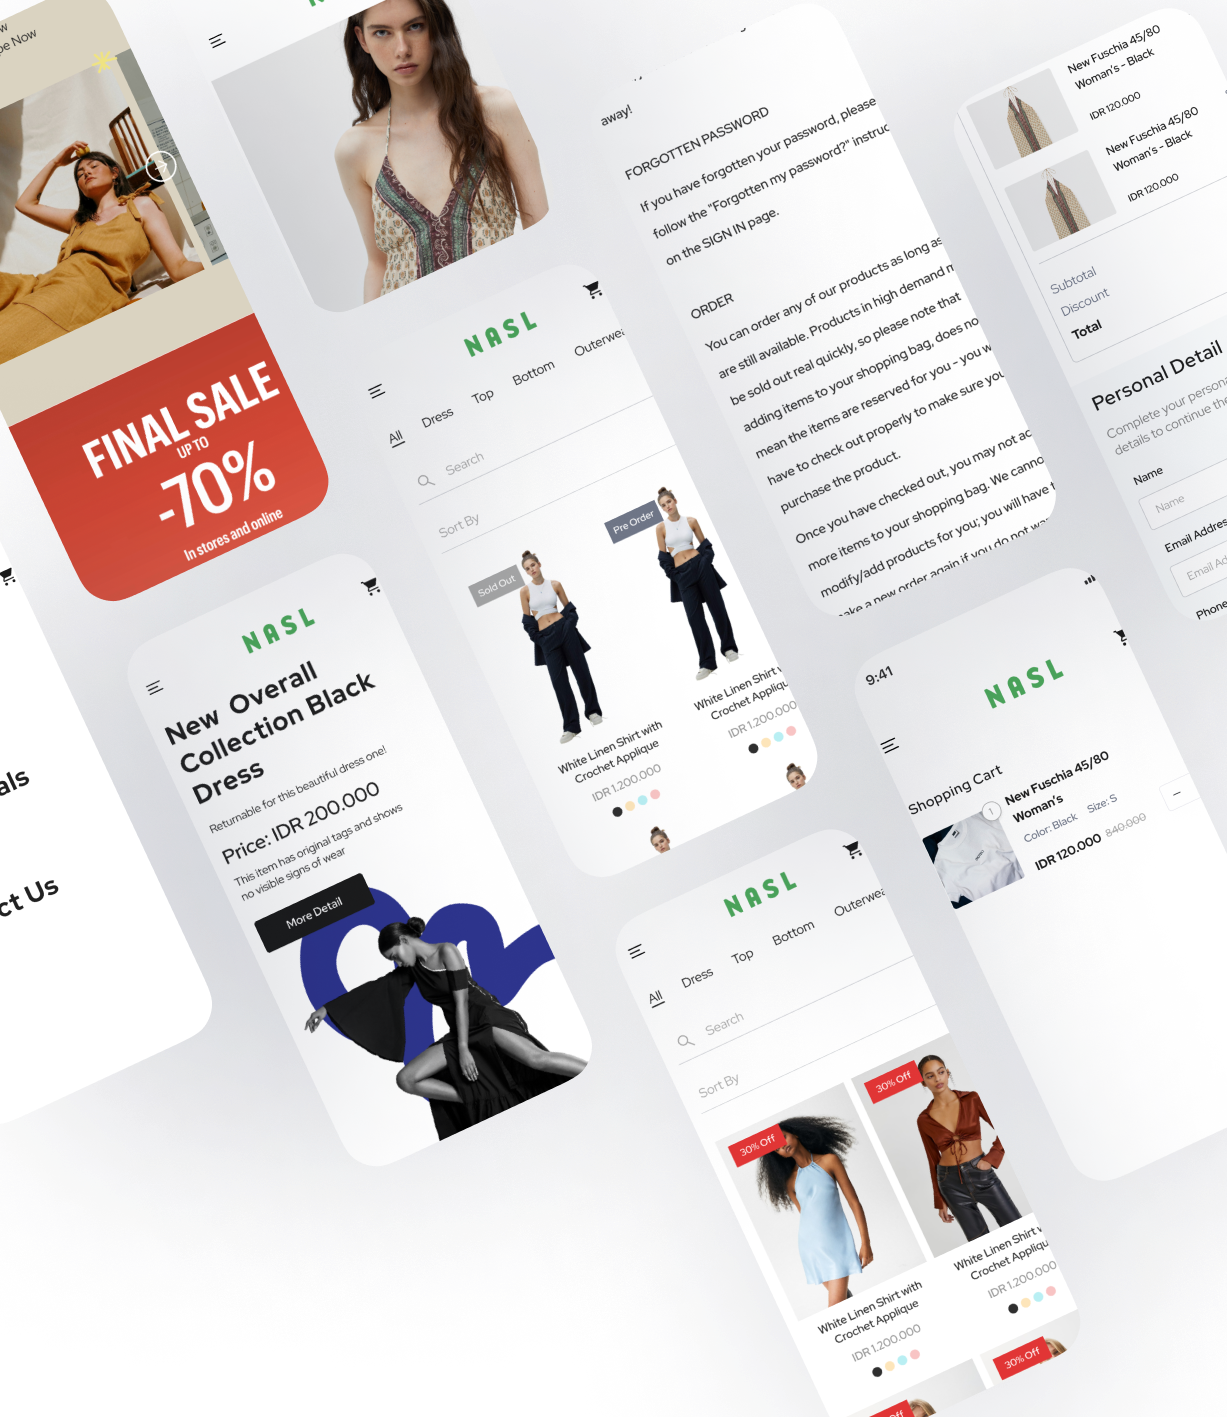 pe Now
FINAL SALE
UP TO
-70%
In stores and online
als
ct Us
NASL
New Overall
Collection Black
Dress
Returnable for this beautiful dress one!
Price: IDR 200.000
This item has original tags and shows
no visible signs of wear
More Detail
NASL
All
Dress
Top
Bottom
Outerwea
Search
Sort By
Sold Out
Pre Order
White Linen Shirt with
Crochet Applique
IDR 1.200.000
White Linen Shirt w
Crochet Appliqu
IDR 1.200.000
away!
FORGOTTEN PASSWORD
If you have forgotten your password, please
follow the "Forgotten my password?" instruc
on the SIGN IN page.
ORDER
You can order any of our products as long as
are still available. Products in high demand m
be sold out real quickly, so please note that
adding items to your shopping bag, does no
mean the items are reserved for you – you w
have to check out properly to make sure you
purchase the product.
Once you have checked out, you may not ac
more items to your shopping bag. We canno
modify/add products for you; you will have t
make a new order again if you do not wa
New Fuschia 45/80
Woman's - Black
IDR 120.000
New Fuschia 45/80
Woman's - Black
IDR 120.000
Subtotal
Discount
Total
Personal Detail
Complete your persona
details to continue the
Name
Name
Email Addres
Email Ad
Phone
9:41
NASL
Shopping Cart
1
New Fuschia 45/80
Woman's
Color: Black Size: S
IDR 120.000 840.000
−
NASL
All
Dress
Top
Bottom
Outerwea
Search
Sort By
30% Off
30% Off
White Linen Shirt with
Crochet Applique
IDR 1.200.000
White Linen Shirt w
Crochet Appliqu
IDR 1.200.000
30% Off
Off